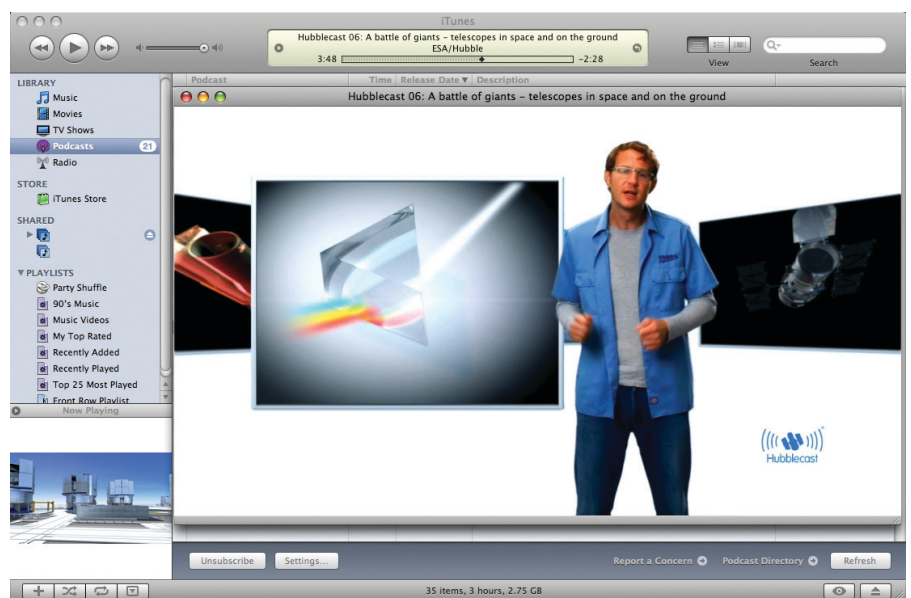 iTunes
Hubblecast 06: A battle of giants – telescopes in space and on the ground
ESA/Hubble
3:48
-2:28
View
Search
LIBRARY
Music
Movies
TV Shows
Podcasts 21
Radio
STORE
iTunes Store
SHARED
PLAYLISTS
Party Shuffle
90's Music
Music Videos
My Top Rated
Recently Added
Recently Played
Top 25 Most Played
Front Row Playlist
Now Playing
Podcast Time Release Date Description
Hubblecast 06: A battle of giants – telescopes in space and on the ground
Hubblecast
Unsubscribe Settings... Report a Concern Podcast Directory Refresh
35 items, 3 hours, 2.75 GB